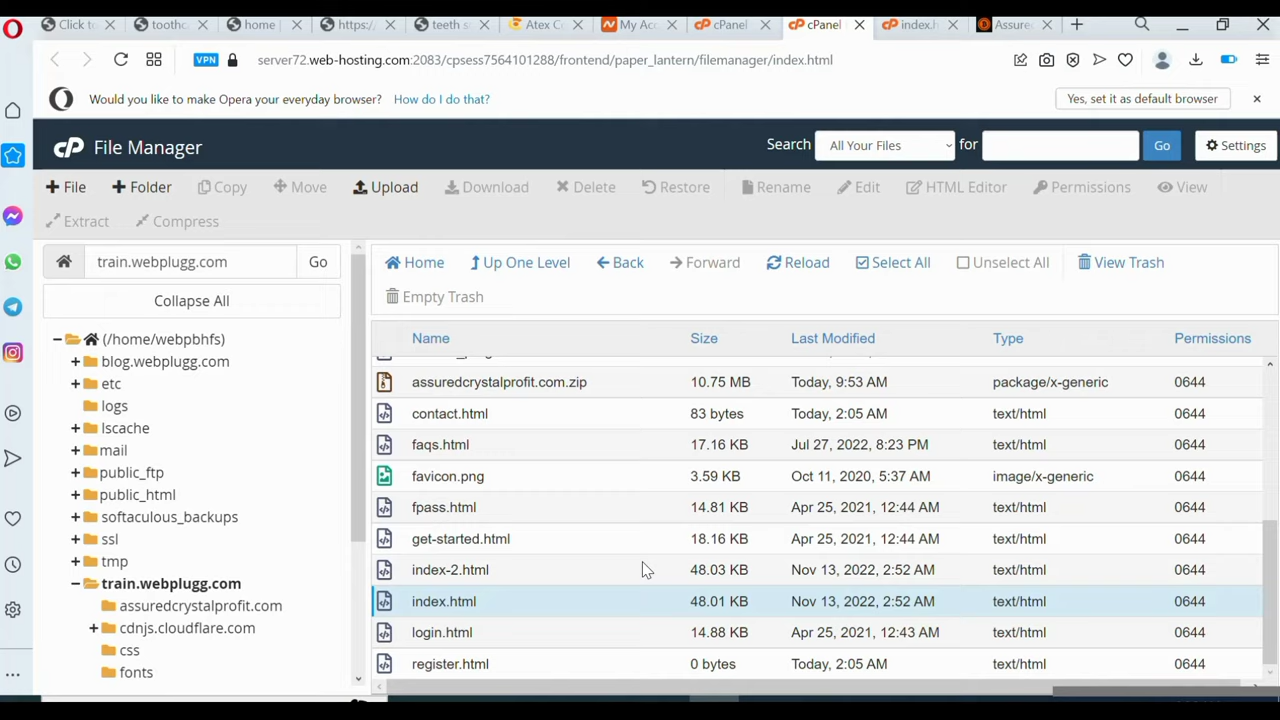 Click t
toothc
home
https:/
teeth s
Atex Cr
My Acc
cPanel
cPanel
index.h
Assure
VPN server72.web-hosting.com:2083/cpsess7564101288/frontend/paper_lantern/filemanager/index.html
Would you like to make Opera your everyday browser? How do I do that? Yes, set it as default browser
cP File Manager Search All Your Files for Go Settings
File Folder Copy Move Upload Download Delete Restore Rename Edit HTML Editor Permissions View
Extract Compress
train.webplugg.com Go
Collapse All
(/home/webpbhfs)
blog.webplugg.com
etc
logs
lscache
mail
public_ftp
public_html
softaculous_backups
ssl
tmp
train.webplugg.com
assuredcrystalprofit.com
cdnjs.cloudflare.com
css
fonts
Home Up One Level Back Forward Reload Select All Unselect All View Trash
Empty Trash
Name Size Last Modified Type Permissions
assuredcrystalprofit.com.zip 10.75 MB Today, 9:53 AM package/x-generic 0644
contact.html 83 bytes Today, 2:05 AM text/html 0644
faqs.html 17.16 KB Jul 27, 2022, 8:23 PM text/html 0644
favicon.png 3.59 KB Oct 11, 2020, 5:37 AM image/x-generic 0644
fpass.html 14.81 KB Apr 25, 2021, 12:44 AM text/html 0644
get-started.html 18.16 KB Apr 25, 2021, 12:44 AM text/html 0644
index-2.html 48.03 KB Nov 13, 2022, 2:52 AM text/html 0644
index.html 48.01 KB Nov 13, 2022, 2:52 AM text/html 0644
login.html 14.88 KB Apr 25, 2021, 12:43 AM text/html 0644
register.html 0 bytes Today, 2:05 AM text/html 0644